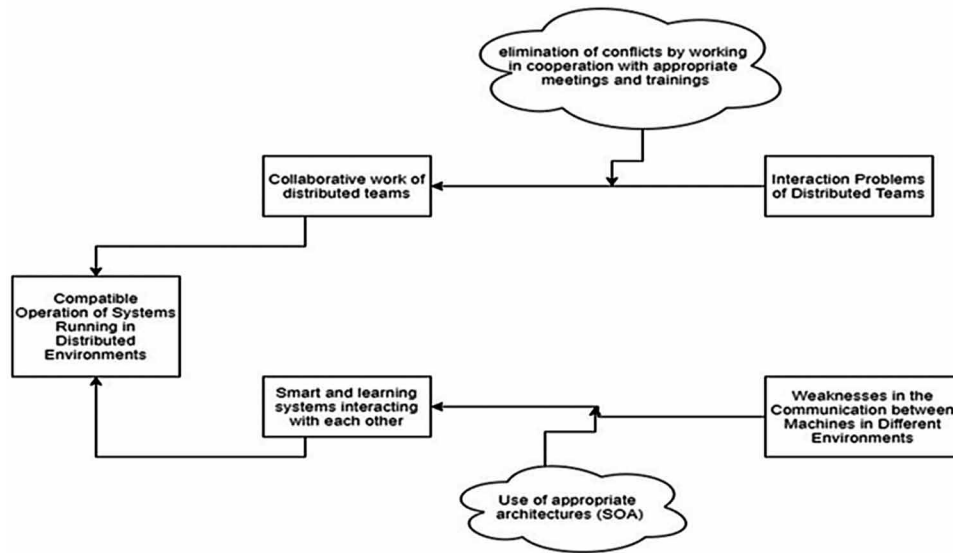 elimination of conflicts by working
in cooperation with appropriate
meetings and trainings
Collaborative work of
distributed teams
Interaction Problems
of Distributed Teams
Compatible
Operation of Systems
Running in
Distributed
Environments
Smart and learning
systems interacting
with each other
Weaknesses in the
Communication between
Machines in Different
Environments
Use of appropriate
architectures (SOA)